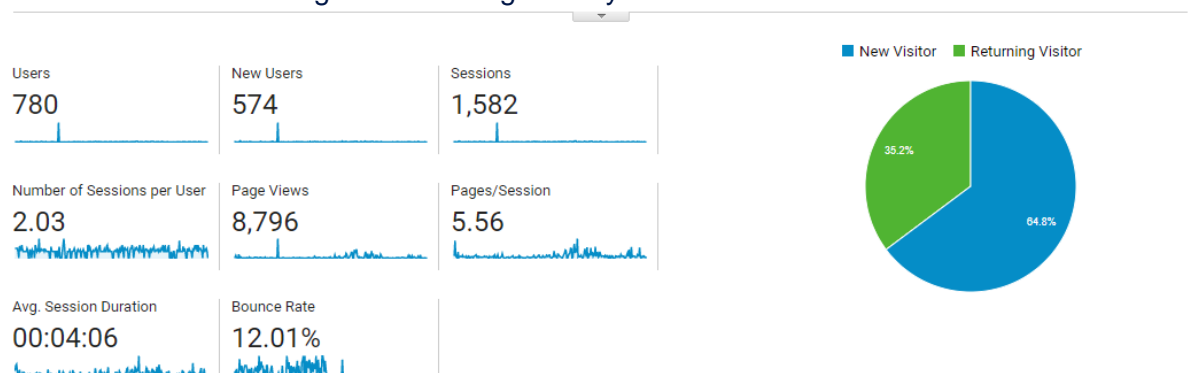 New Visitor
Returning Visitor
Users
New Users
Sessions
780
574
1,582
Number of Sessions per User
Page Views
Pages/Session
2.03
8,796
5.56
Avg. Session Duration
Bounce Rate
00:04:06
12.01%
35.2%
64.8%